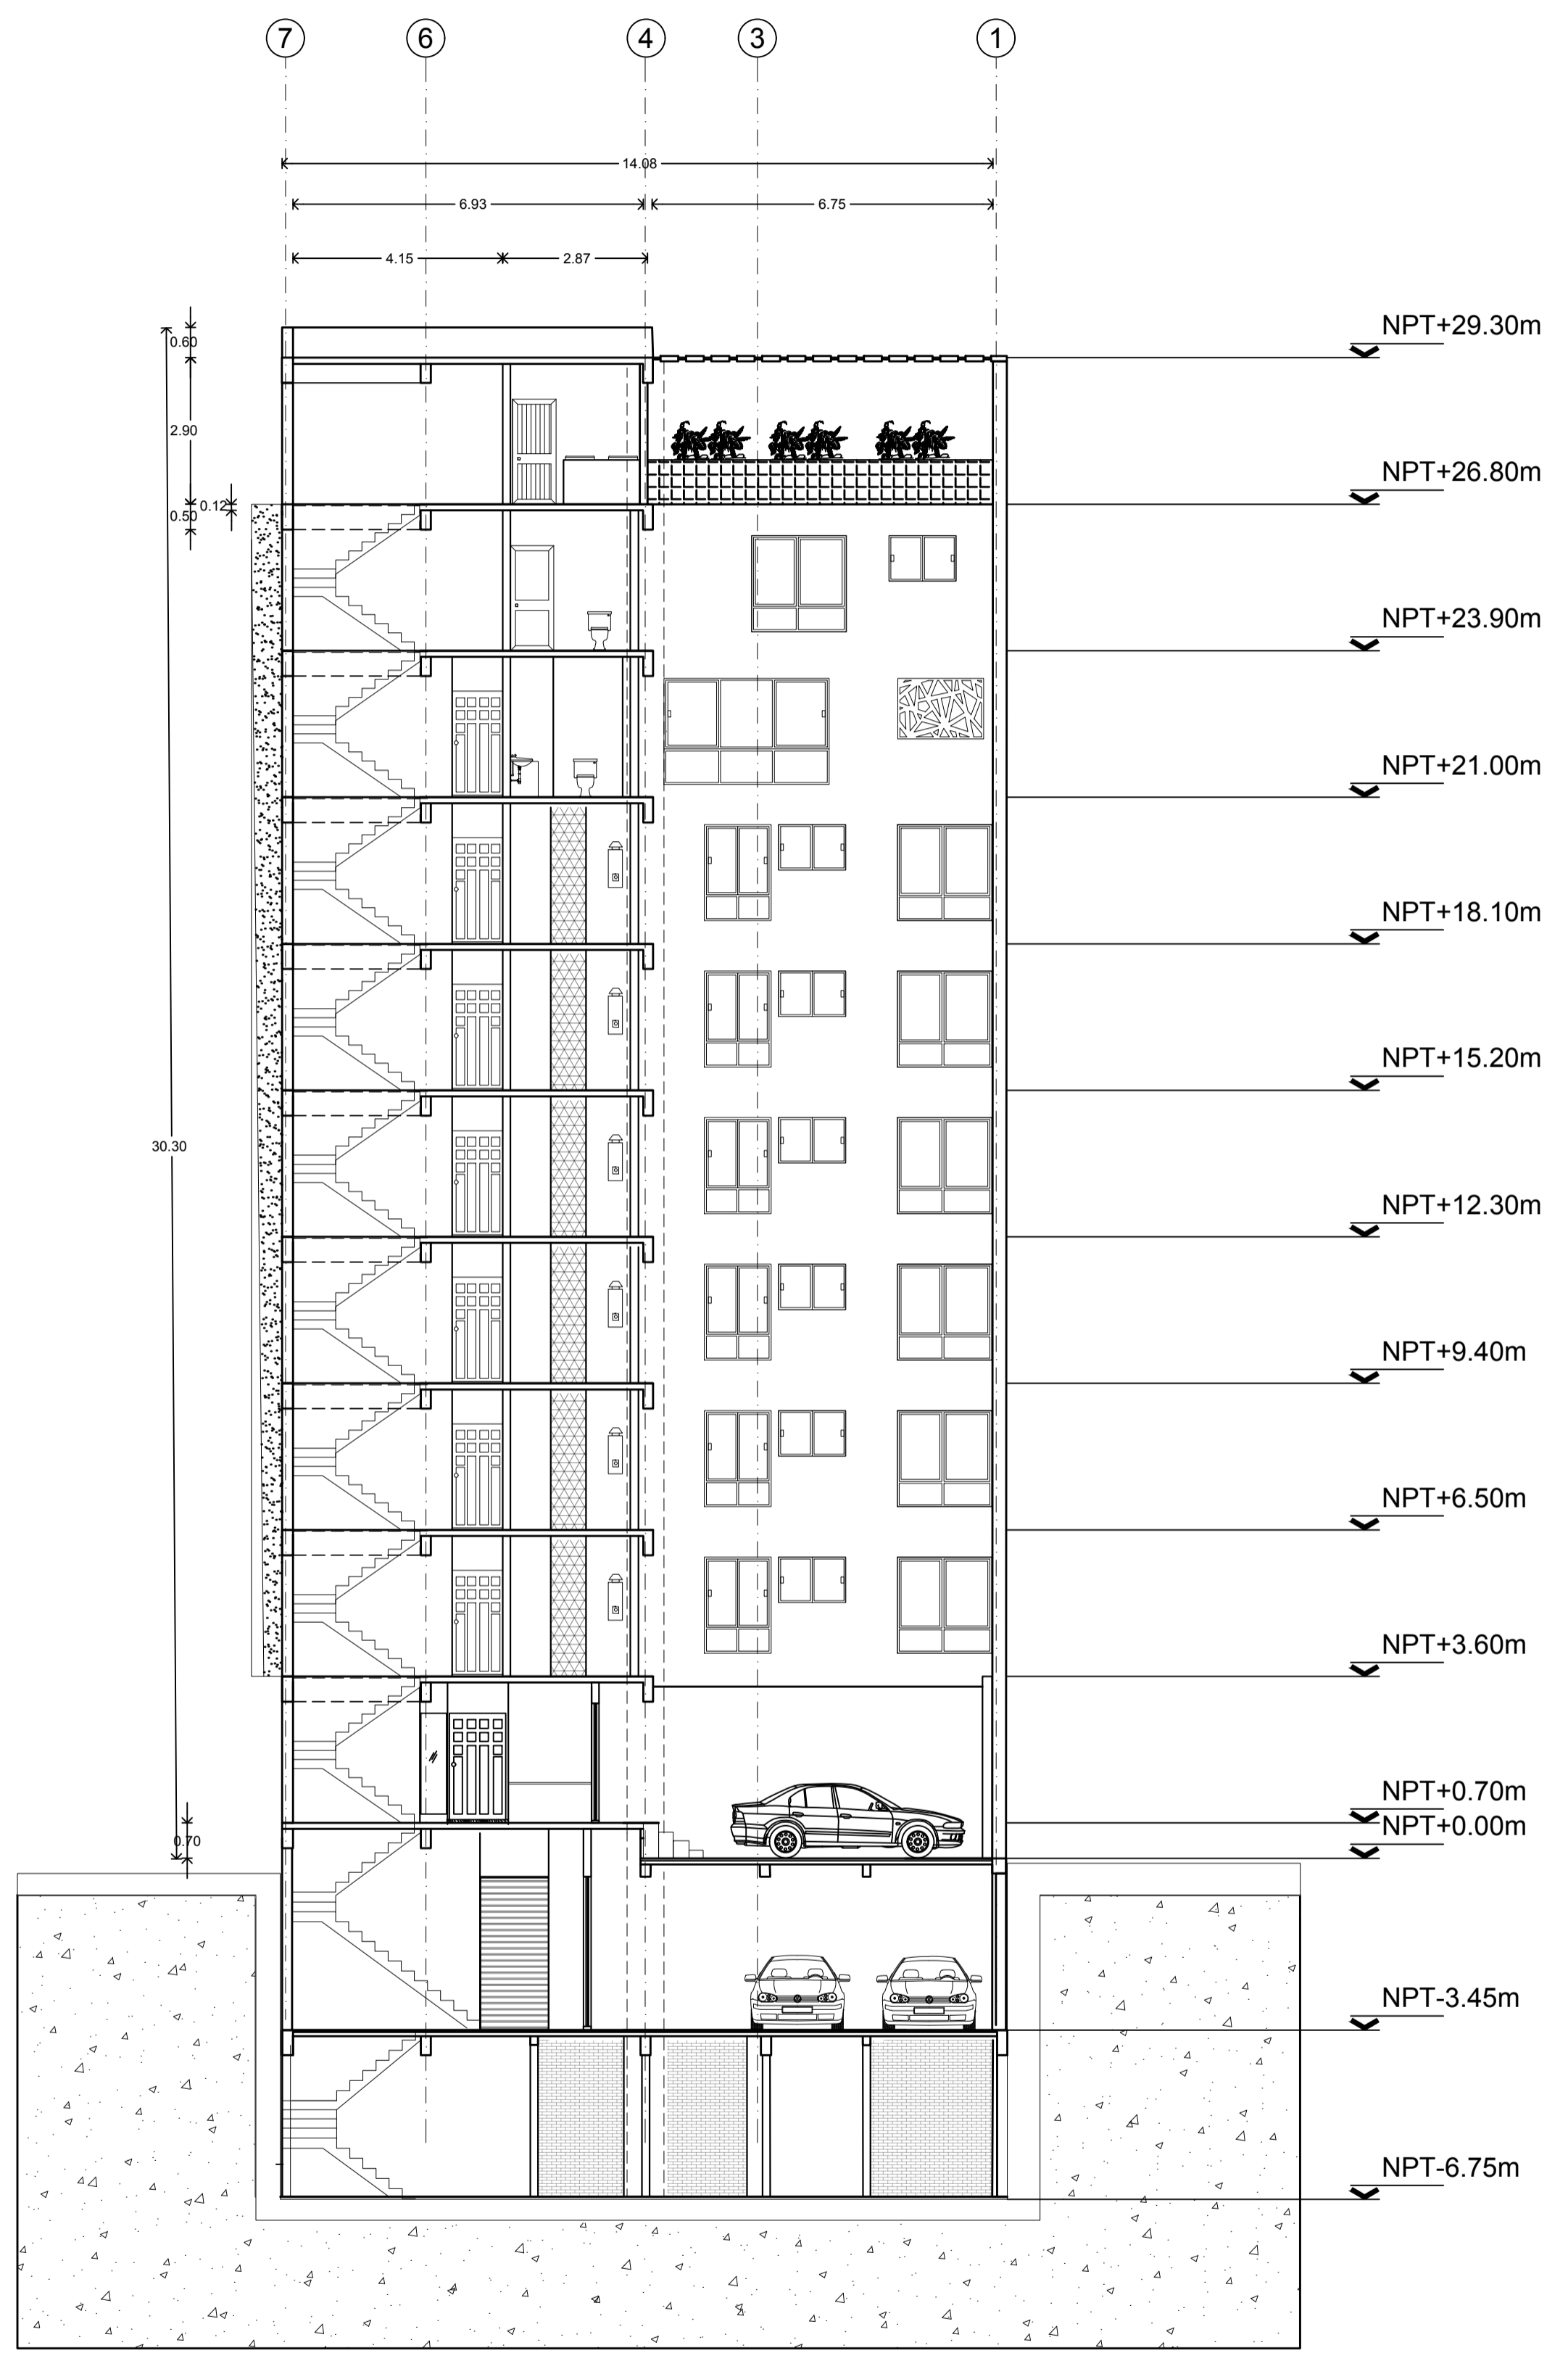 7 6 4 3 1
14.08
6.93 6.75
4.15 2.87
NPT+29.30m
0.60
2.90
NPT+26.80m
0.12
0.50
NPT+23.90m
NPT+21.00m
NPT+18.10m
NPT+15.20m
30.30
NPT+12.30m
NPT+9.40m
NPT+6.50m
NPT+3.60m
NPT+0.70m
NPT+0.00m
0.70
NPT-3.45m
NPT-6.75m